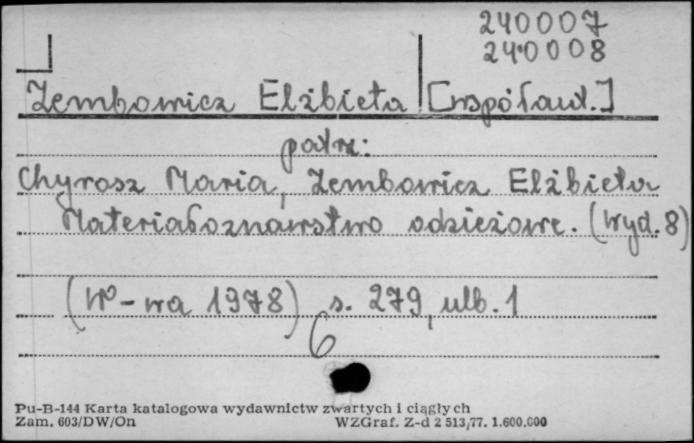 240007
240008
Zembowicz Elżbieta [współaut.]
patrz:
Chyrosz Maria, Zembowicz Elżbieta
Materiałoznawstwo odzieżowe. (Wyd. 8)
(W-wa 1978) s. 279, ulb. 1
6
Pu-B-144 Karta katalogowa wydawnictw zwartych i ciągłych
Zam. 603/DW/On WZGraf. Z-d 2 513/77. 1.600.000